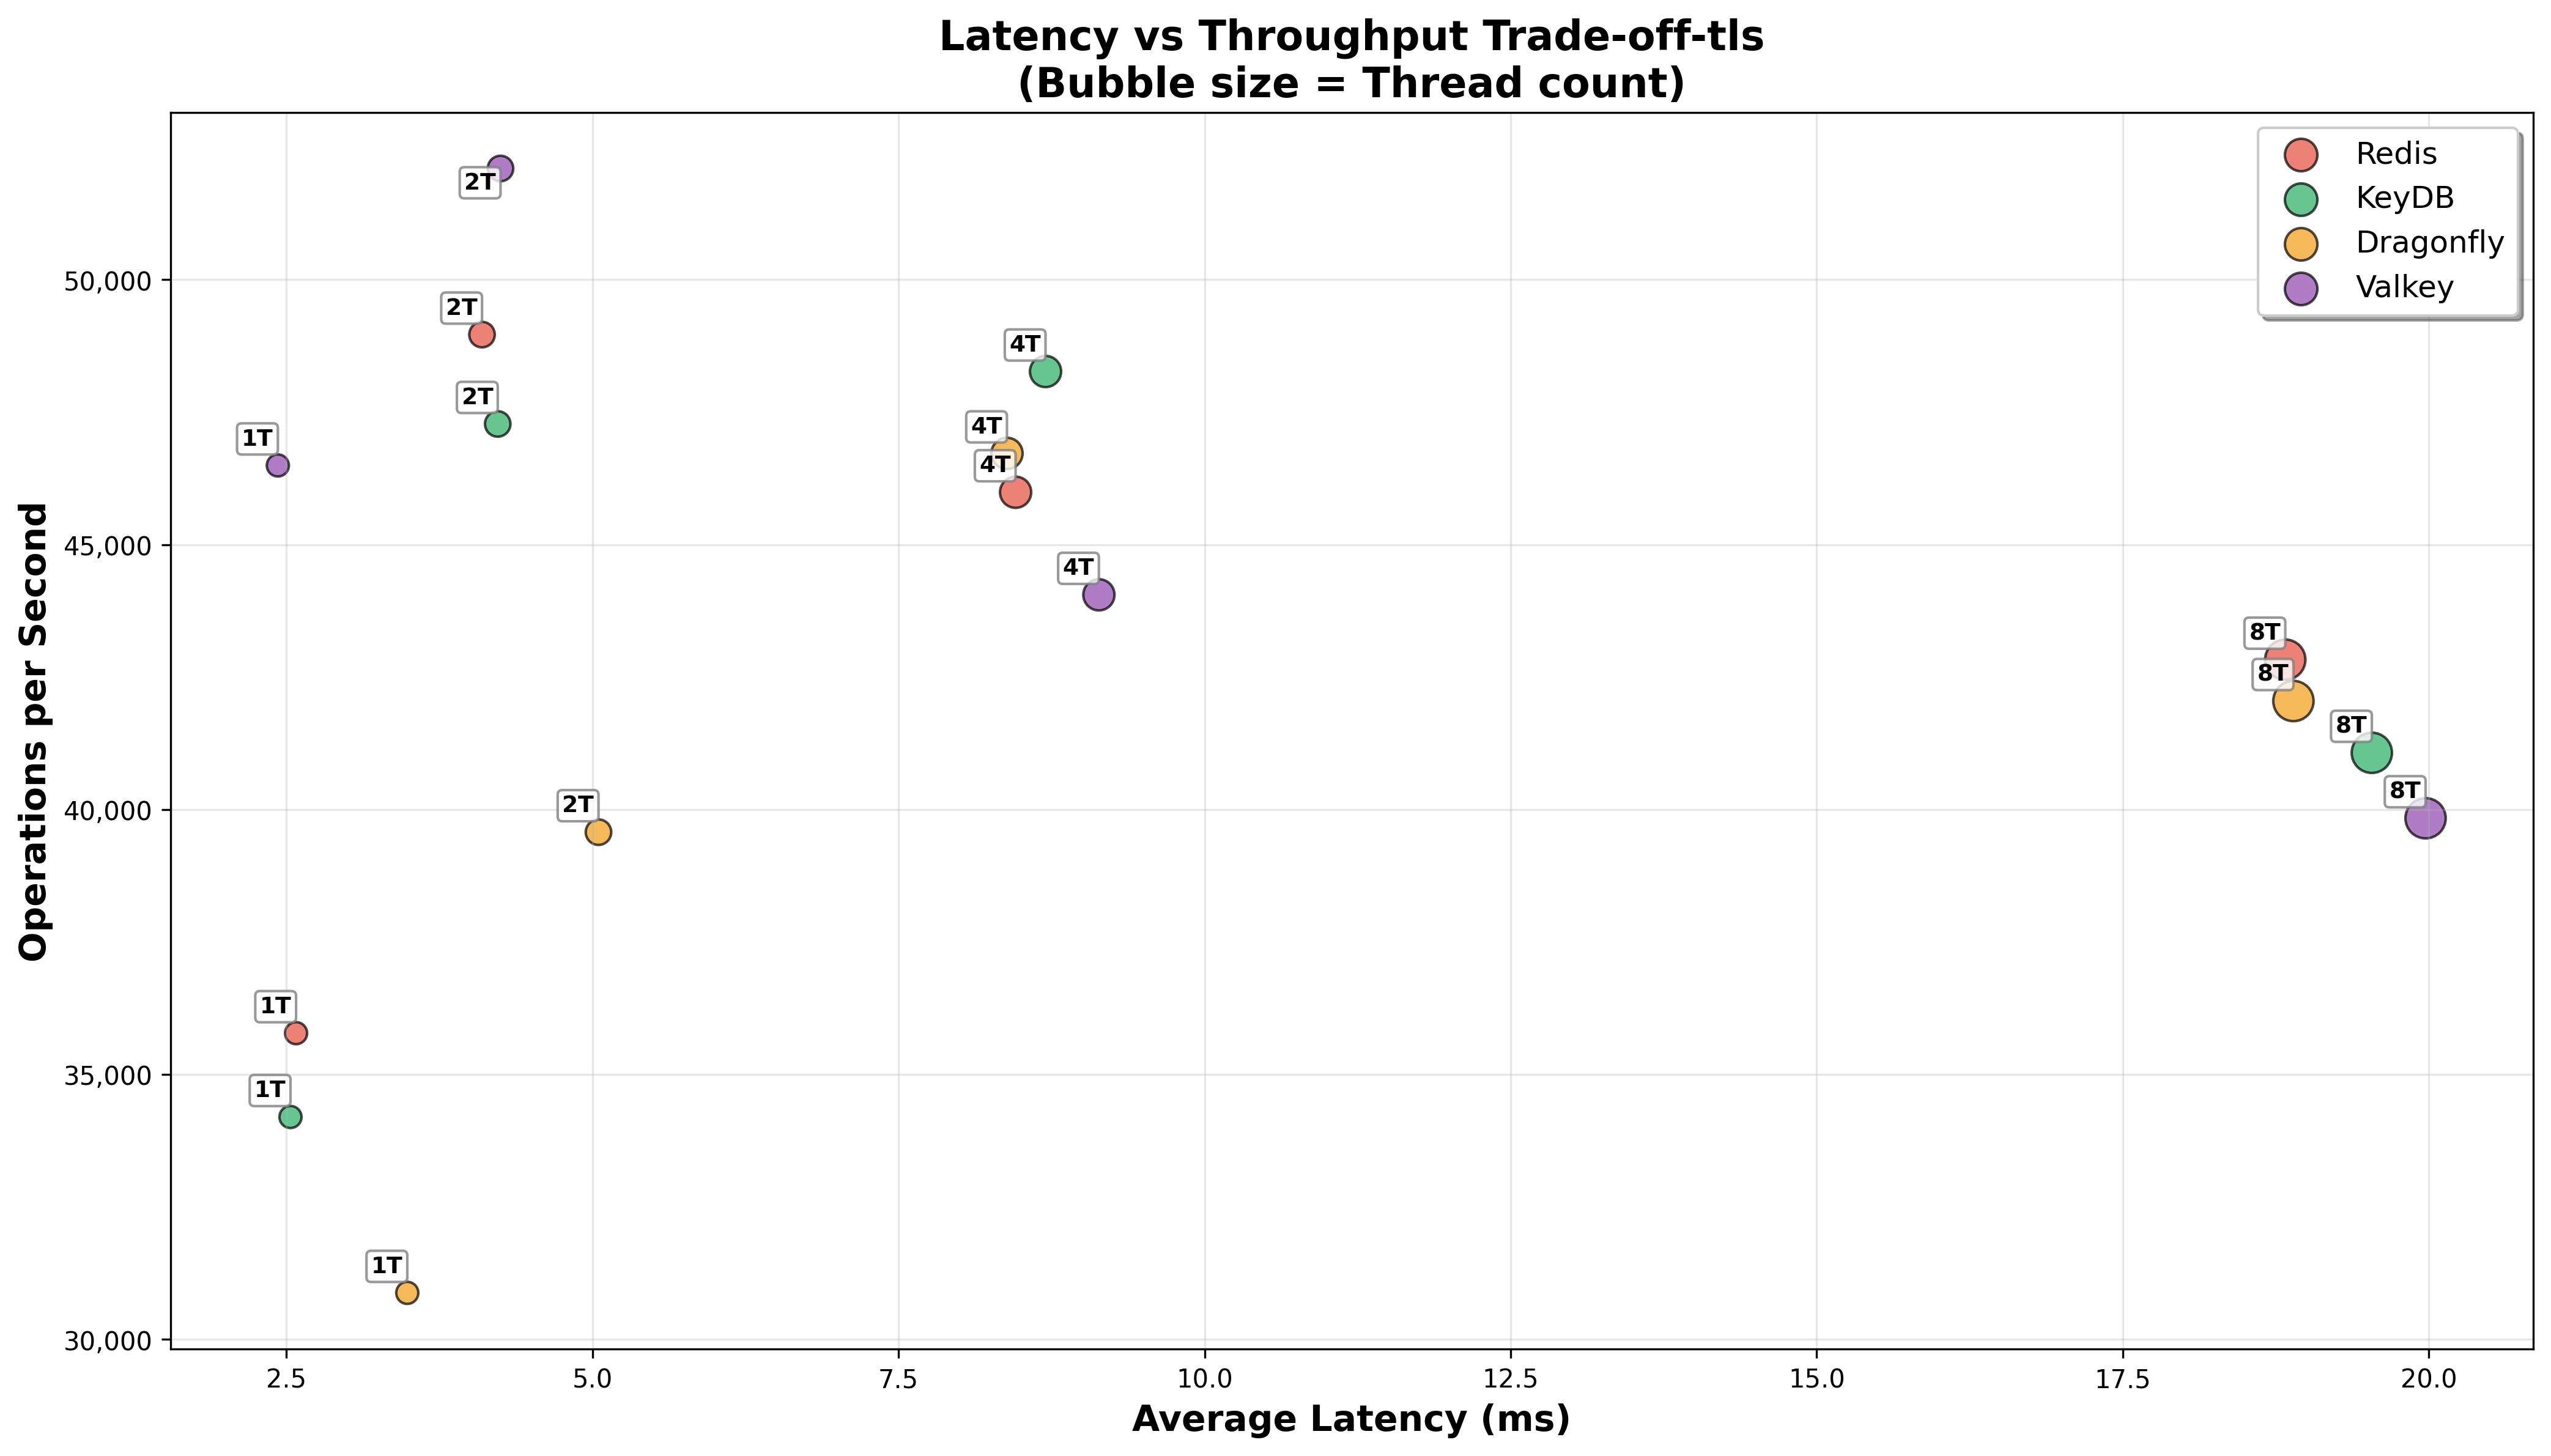 Latency vs Throughput Trade-off-tls
(Bubble size = Thread count)
Redis
KeyDB
Dragonfly
Valkey
2T
2T
2T
1T
4T
4T
4T
4T
8T
8T
8T
8T
2T
1T
1T
1T
Operations per Second
50,000
45,000
40,000
35,000
30,000
2.5
5.0
7.5
10.0
12.5
15.0
17.5
20.0
Average Latency (ms)